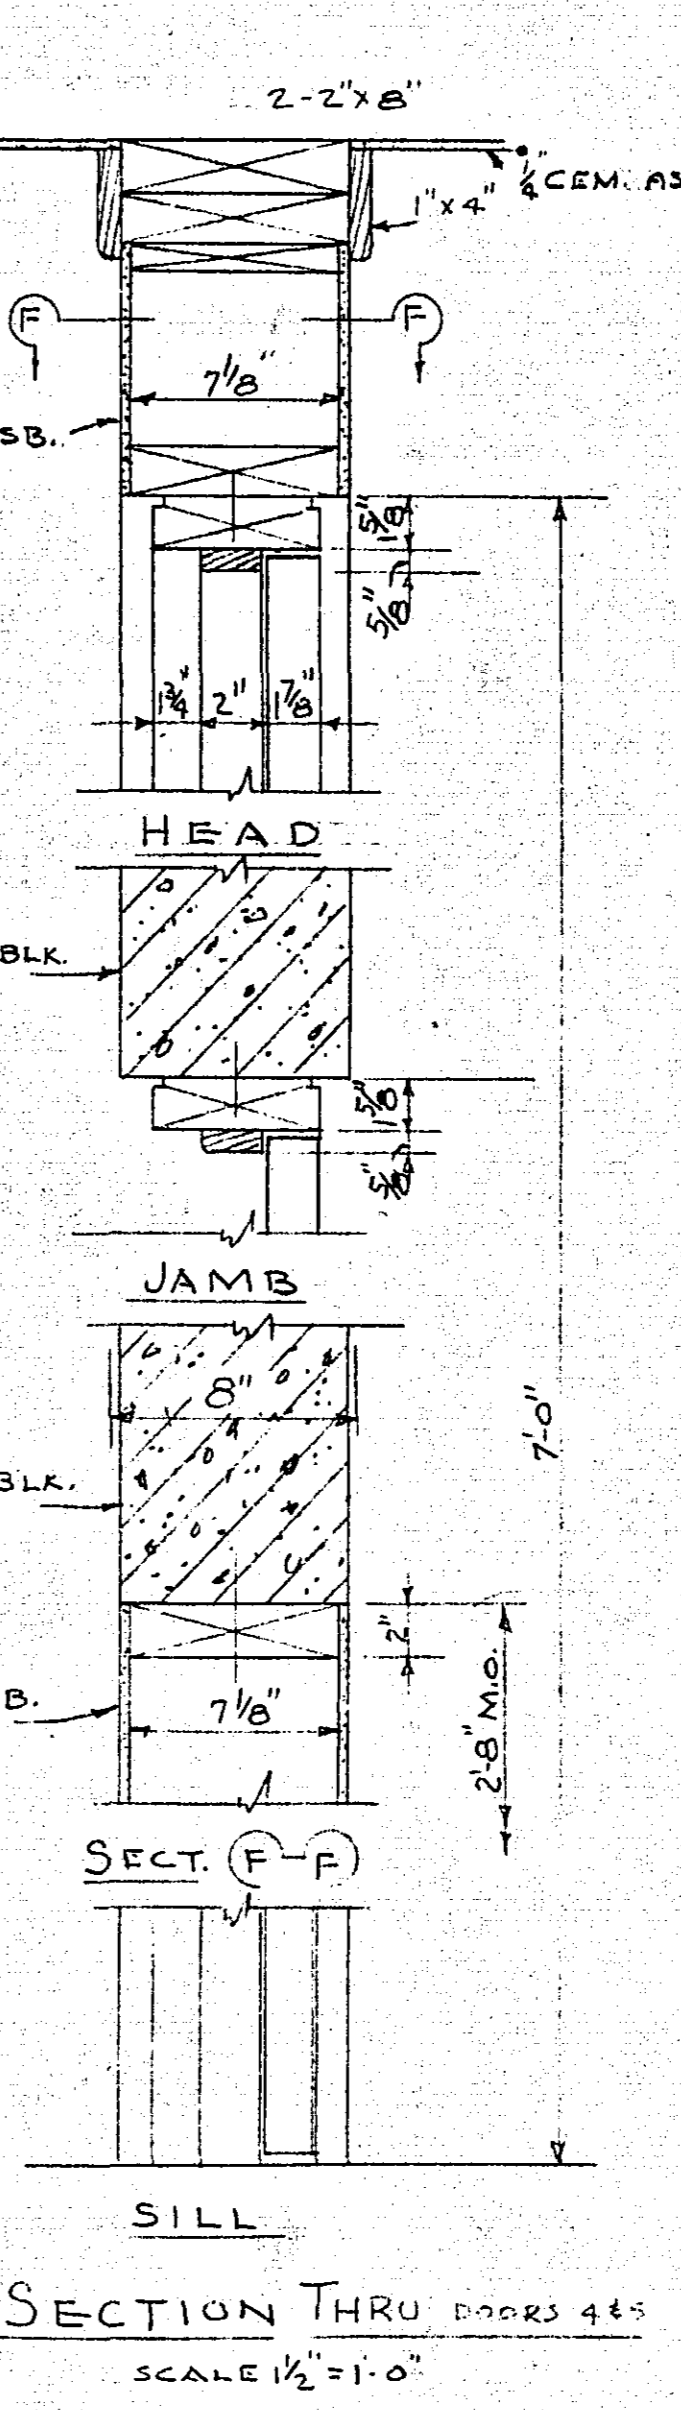 2-2"x8"
1/4" CEM. AS
1"x4"
F F
7 1/8"
SB.
1 5/8"
5/8"
1 3/4" 2" 1 7/8"
HEAD
BLK.
1 5/8"
5/8"
JAMB
8"
7'-0"
BLK.
2"
2'-8" M.O.
B.
7 1/8"
SECT. F-F
SILL
SECTION THRU DOORS 4 & 5
SCALE 1 1/2" = 1'-0"